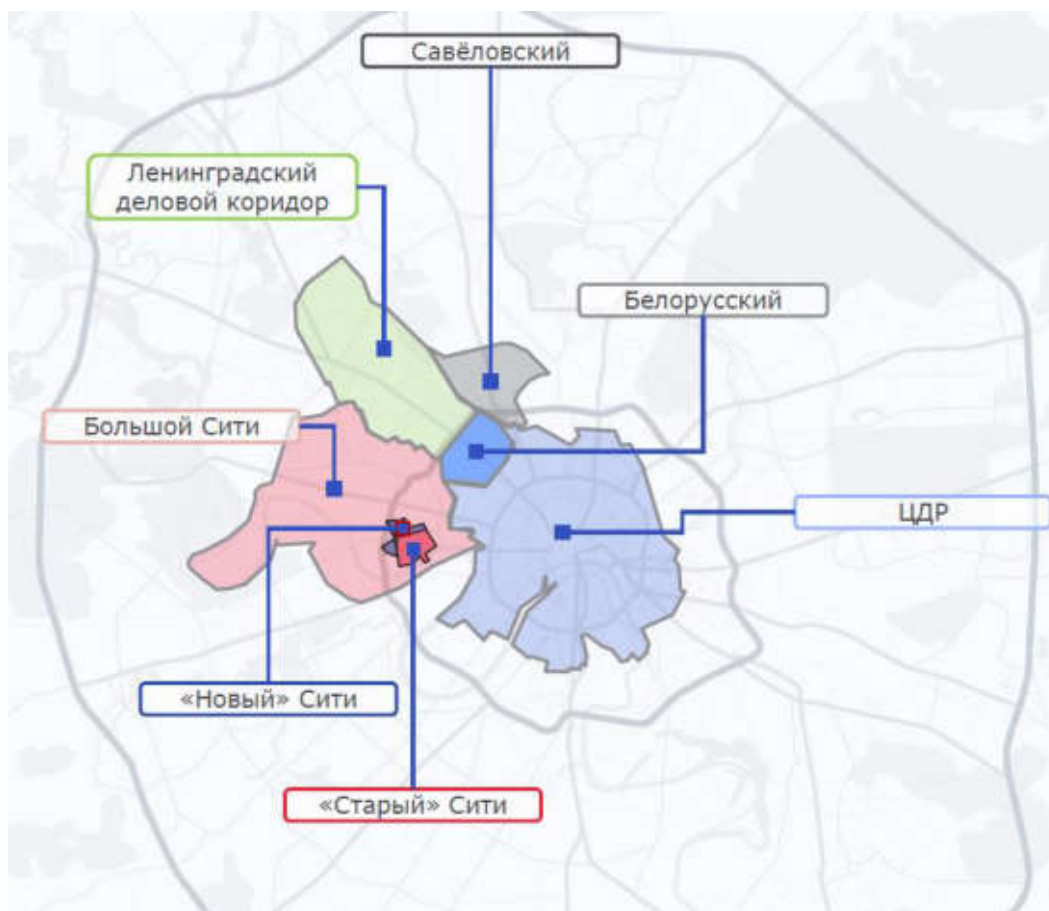 Савёловский
Ленинградский
деловой коридор
Белорусский
Большой Сити
ЦДР
«Новый» Сити
«Старый» Сити